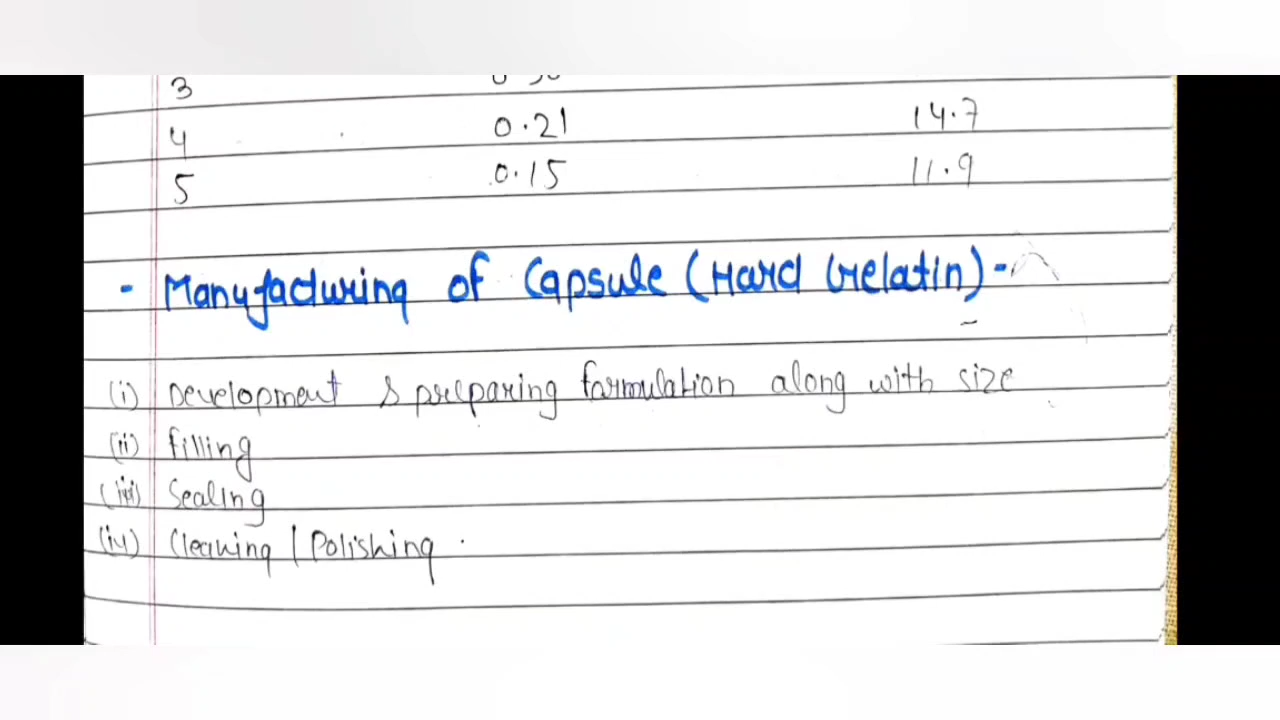 3
4 0.21 14.7
5 0.15 11.9
- Manufacturing of Capsule (Hard Gelatin) -
(i) Development & preparing formulation along with size
(ii) filling
(iii) Sealing
(iv) Cleaning / Polishing .